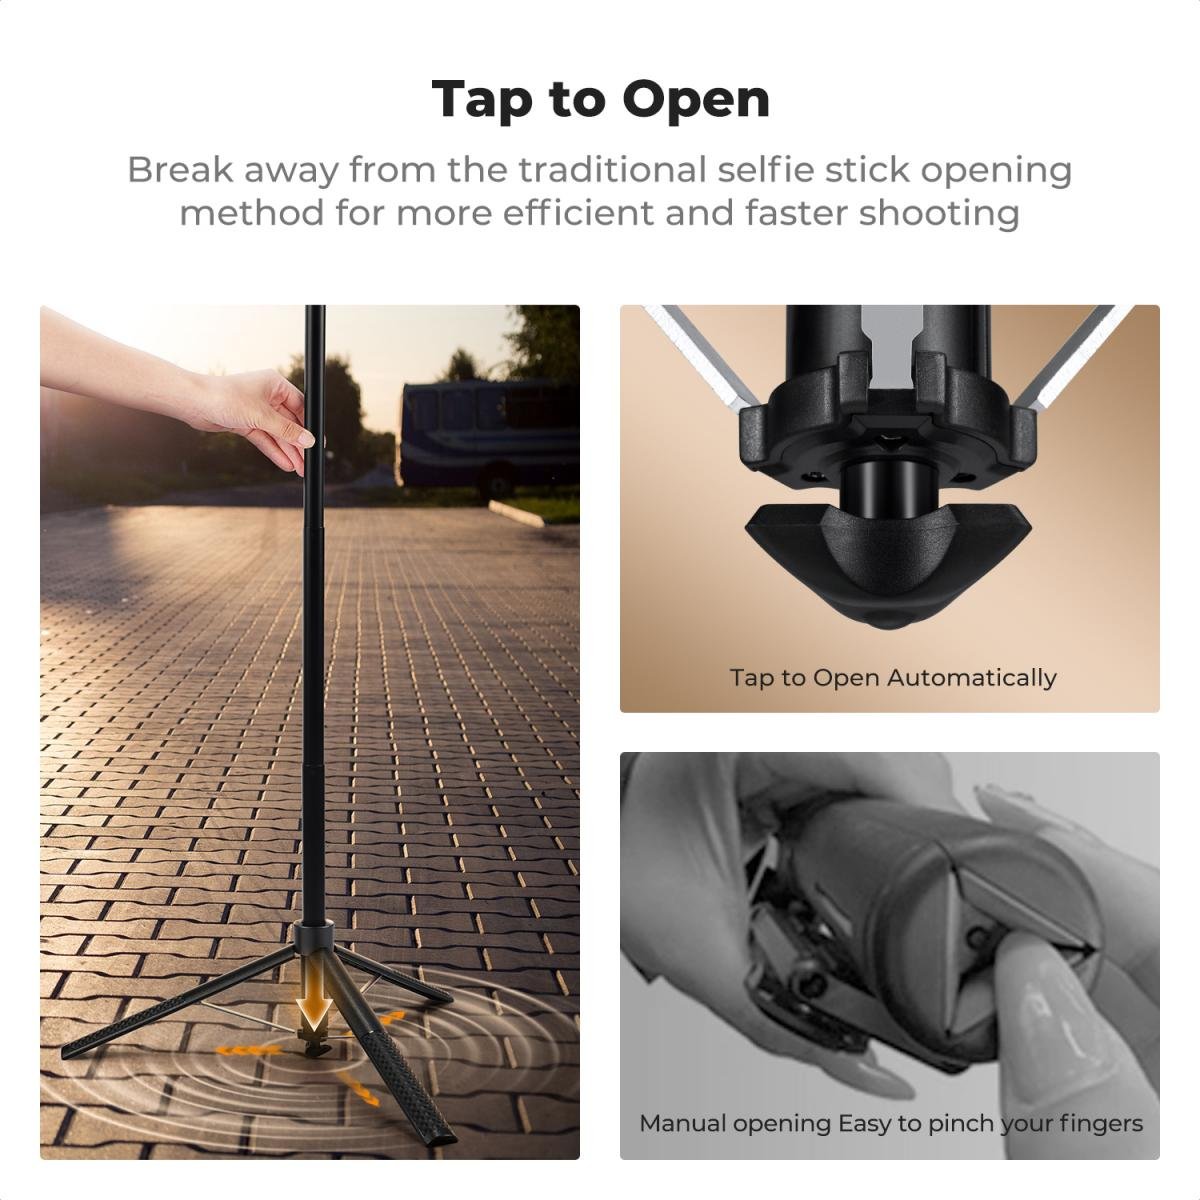 Tap to Open
Break away from the traditional selfie stick opening
method for more efficient and faster shooting
Tap to Open Automatically
Manual opening Easy to pinch your fingers